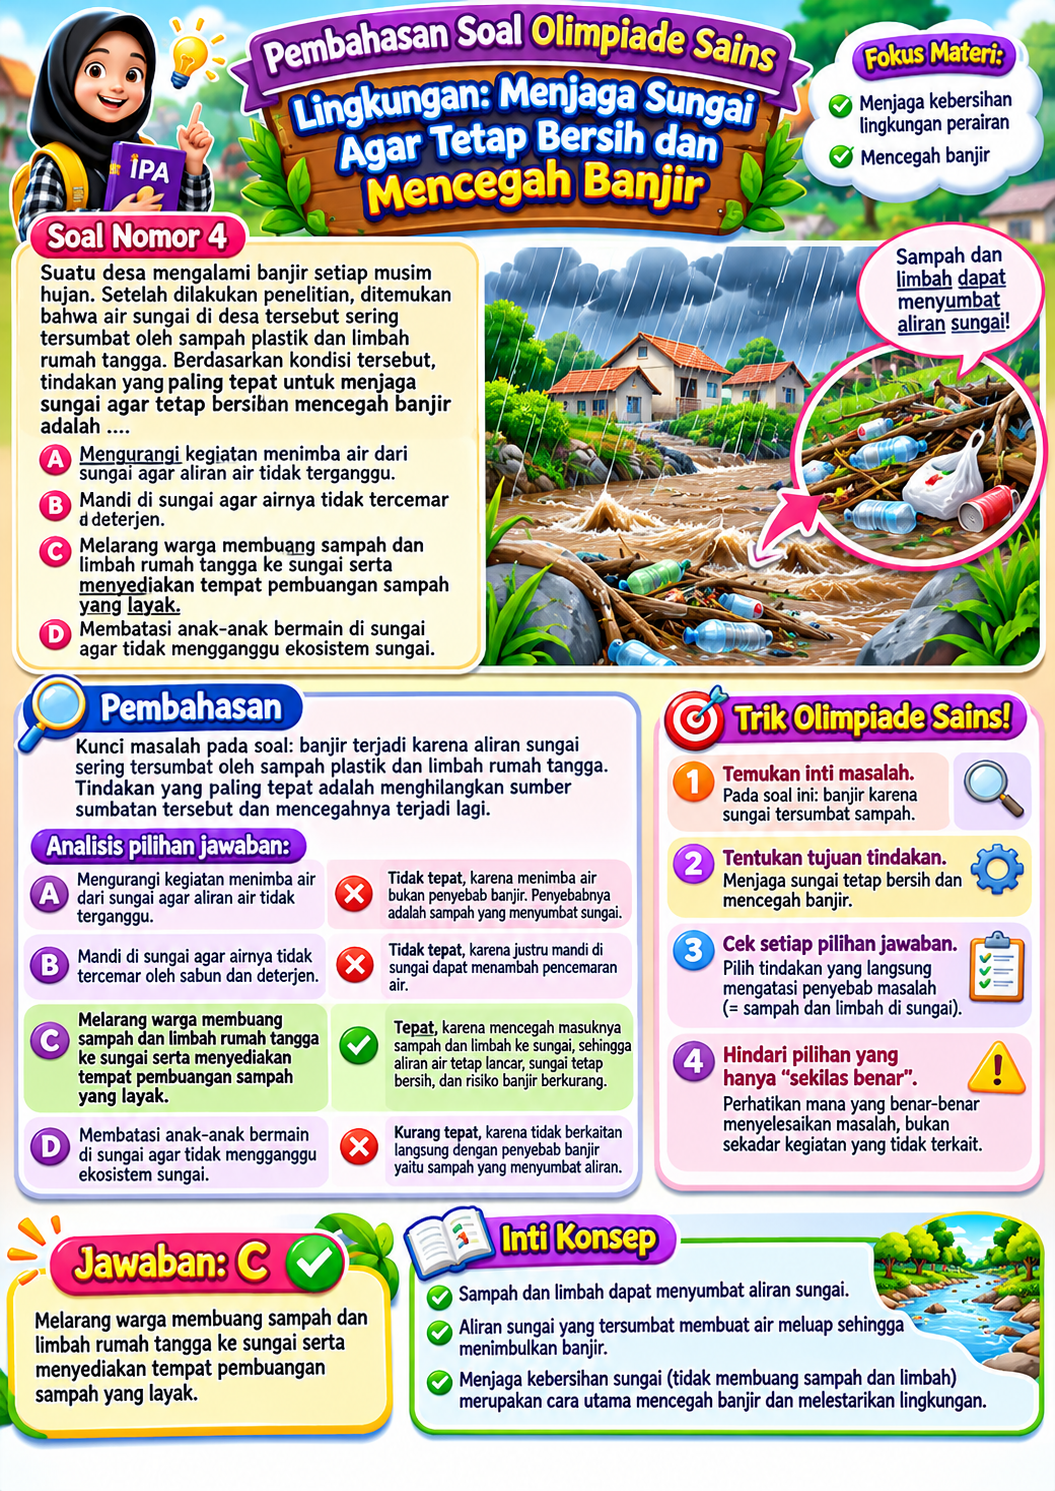 Pembahasan Soal Olimpiade Sains
Lingkungan: Menjaga Sungai
Agar Tetap Bersih dan
Mencegah Banjir
IPA
Fokus Materi:
Menjaga kebersihan
lingkungan perairan
Mencegah banjir
Soal Nomor 4
Suatu desa mengalami banjir setiap musim
hujan. Setelah dilakukan penelitian, ditemukan
bahwa air sungai di desa tersebut sering
tersumbat oleh sampah plastik dan limbah
rumah tangga. Berdasarkan kondisi tersebut,
tindakan yang paling tepat untuk menjaga
sungai agar tetap mencegah banjir
adalah ....
A Mengurangi kegiatan menimba air dari
sungai agar aliran air tidak terganggu.
B Mandi di sungai agar airnya tidak tercemar
deterjen.
C Melarang warga membuang sampah dan
limbah rumah tangga ke sungai serta
menyediakan tempat pembuangan sampah
yang layak.
D Membatasi anak-anak bermain di sungai
agar tidak mengganggu ekosistem sungai.
Sampah dan
limbah dapat
menyumbat
aliran sungai!
Pembahasan
Kunci masalah pada soal: banjir terjadi karena aliran sungai
sering tersumbat oleh sampah plastik dan limbah rumah tangga.
Tindakan yang paling tepat adalah menghilangkan sumber
sumbatan tersebut dan mencegahnya terjadi lagi.
Analisis pilihan jawaban:
A
Mengurangi kegiatan menimba air
dari sungai agar aliran air tidak
terganggu.
Tidak tepat, karena menimba air
bukan penyebab banjir. Penyebabnya
adalah sampah yang menyumbat sungai.
B
Mandi di sungai agar airnya tidak
tercemar oleh sabun dan deterjen.
Tidak tepat, karena justru mandi di
sungai dapat menambah pencemaran
air.
C
Melarang warga membuang
sampah dan limbah rumah tangga
ke sungai serta menyediakan
tempat pembuangan sampah
yang layak.
Tepat, karena mencegah masuknya
sampah dan limbah ke sungai, sehingga
aliran air tetap lancar, sungai tetap
bersih, dan risiko banjir berkurang.
D
Membatasi anak-anak bermain
di sungai agar tidak mengganggu
ekosistem sungai.
Kurang tepat, karena tidak berkaitan
langsung dengan penyebab banjir
yaitu sampah yang menyumbat aliran.
Trik Olimpiade Sains!
1 Temukan inti masalah.
Pada soal ini: banjir karena
sungai tersumbat sampah.
2 Tentukan tujuan tindakan.
Menjaga sungai tetap bersih dan
mencegah banjir.
3 Cek setiap pilihan jawaban.
Pilih tindakan yang langsung
mengatasi penyebab masalah
(= sampah dan limbah di sungai).
4 Hindari pilihan yang
hanya “sekilas benar”.
Perhatikan mana yang benar-benar
menyelesaikan masalah, bukan
sekadar kegiatan yang tidak terkait.
Jawaban: C
Melarang warga membuang sampah dan
limbah rumah tangga ke sungai serta
menyediakan tempat pembuangan
sampah yang layak.
Inti Konsep
Sampah dan limbah dapat menyumbat aliran sungai.
Aliran sungai yang tersumbat membuat air meluap sehingga
menimbulkan banjir.
Menjaga kebersihan sungai (tidak membuang sampah dan limbah)
merupakan cara utama mencegah banjir dan melestarikan lingkungan.